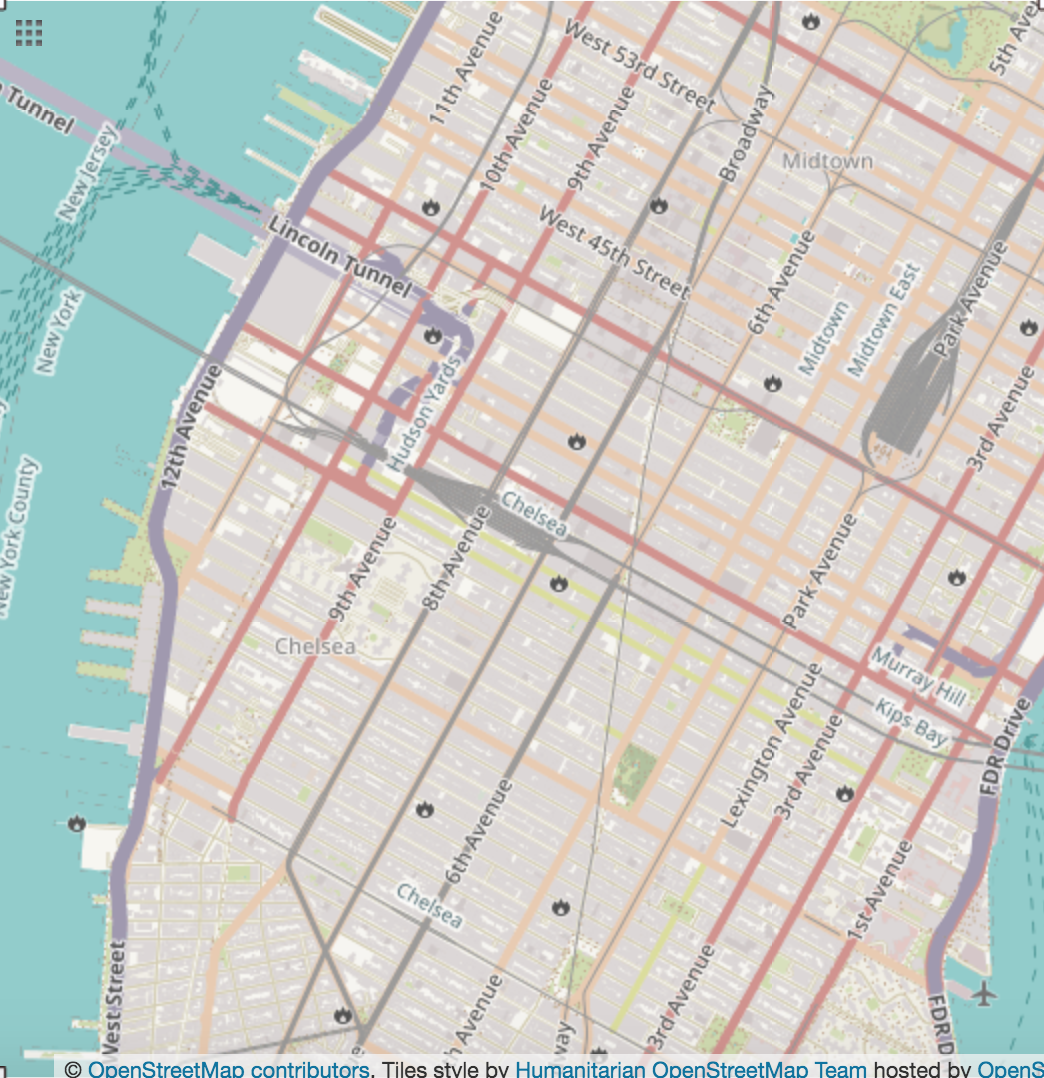 11th Avenue
West 53rd Street
5th Ave
Tunnel
New Jersey
10th Avenue
9th Avenue
Broadway
Midtown
Lincoln Tunnel
West 45th Street
6th Avenue
Midtown
Midtown East
Park Avenue
New York
12th Avenue
Hudson Yards
3rd Avenue
New York County
Chelsea
8th Avenue
9th Avenue
Park Avenue
Chelsea
Murray Hill
Kips Bay
Lexington Avenue
3rd Avenue
FDR Drive
6th Avenue
Chelsea
1st Avenue
West Street
h Avenue
3rd Avenue
FDR D
way
© OpenStreetMap contributors. Tiles style by Humanitarian OpenStreetMap Team hosted by OpenS